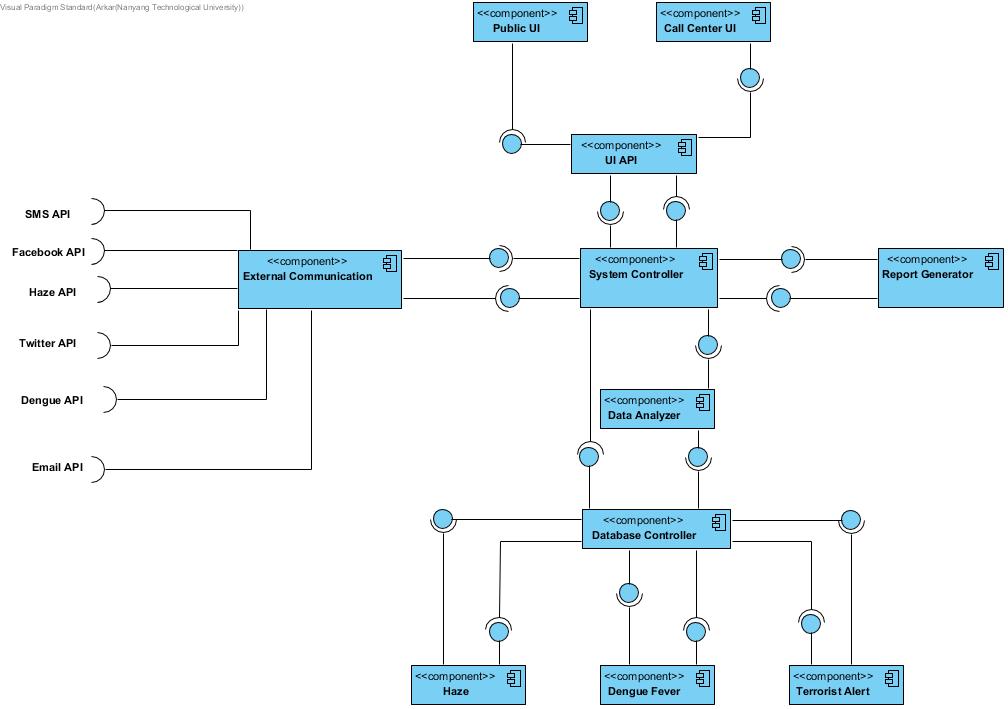 Visual Paradigm Standard(Arkar(Nanyang Technological University))
<<component>>
Public UI
<<component>>
Call Center UI
<<component>>
UI API
SMS API
Facebook API
Haze API
Twitter API
Dengue API
Email API
<<component>>
External Communication
<<component>>
System Controller
<<component>>
Report Generator
<<component>>
Data Analyzer
<<component>>
Database Controller
<<component>>
Haze
<<component>>
Dengue Fever
<<component>>
Terrorist Alert